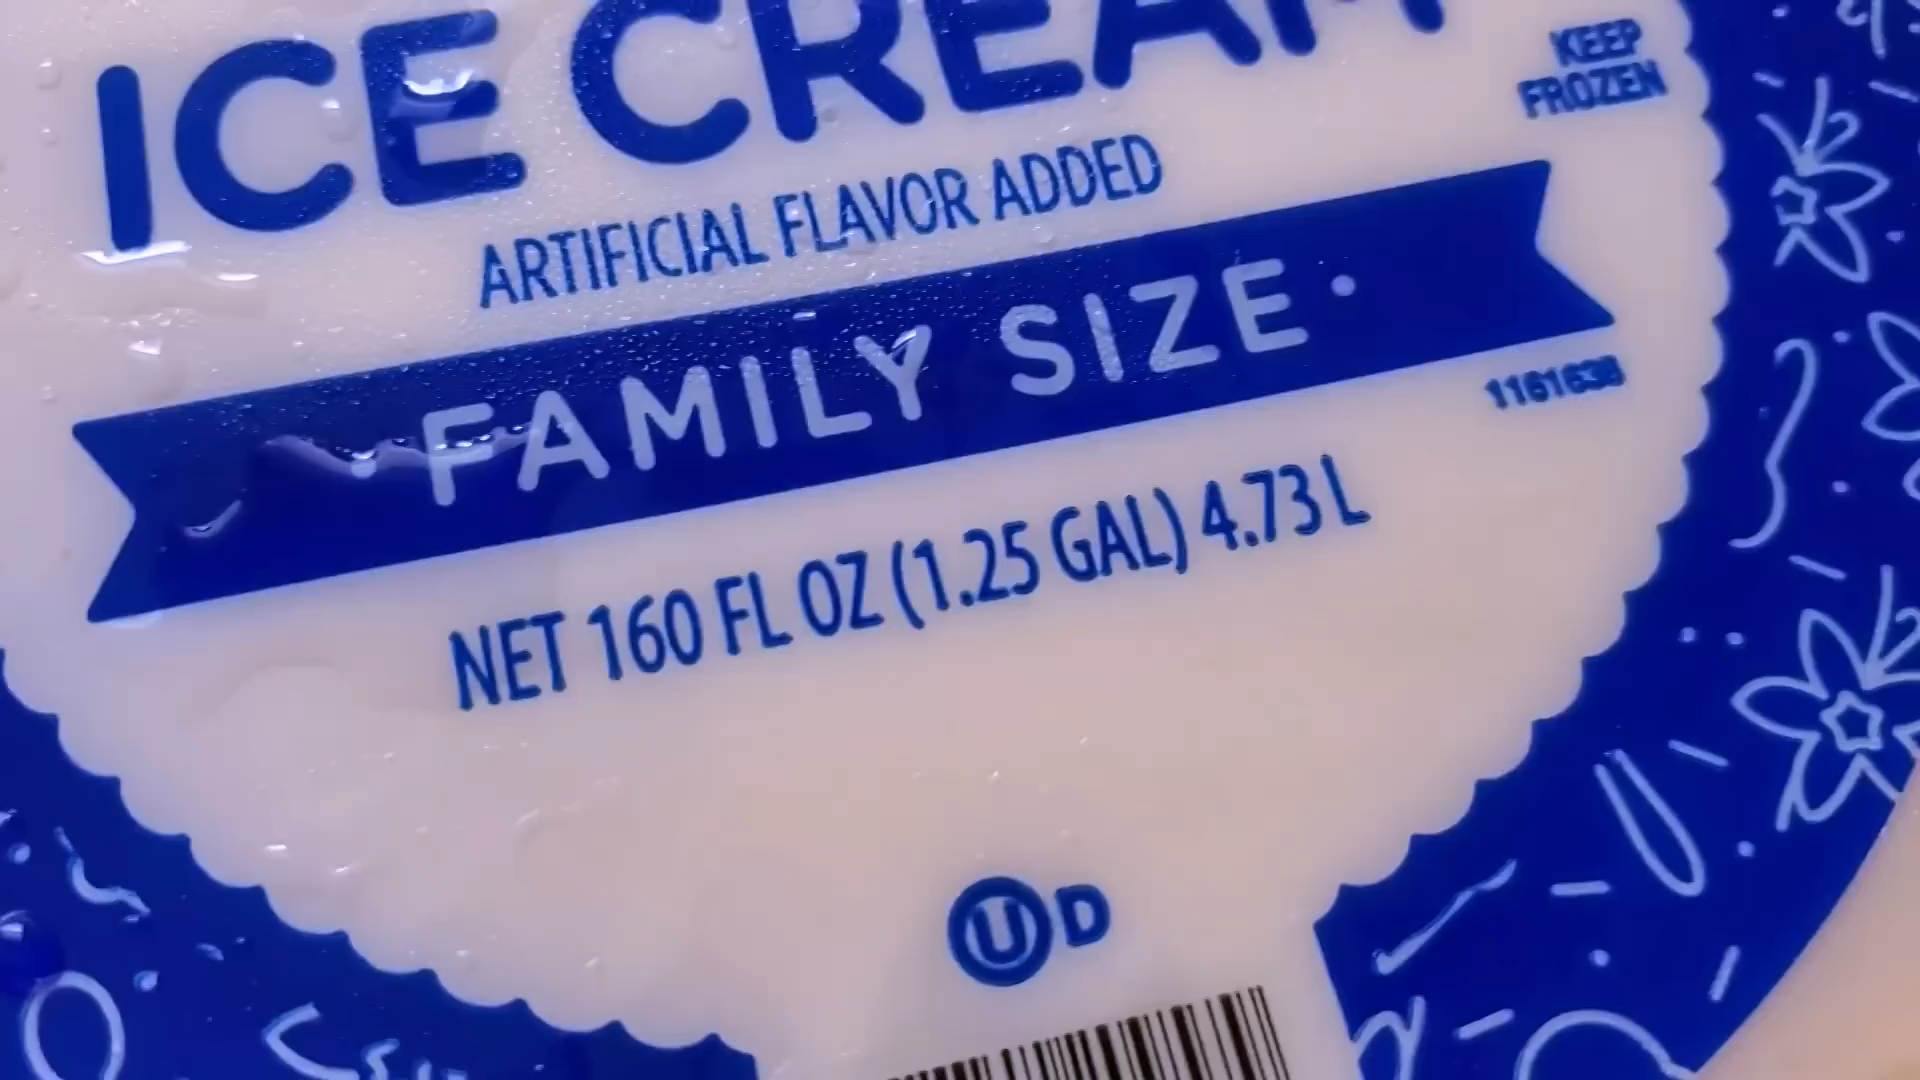 ICE CREAM
KEEP
FROZEN
ARTIFICIAL FLAVOR ADDED
· FAMILY SIZE ·
NET 160 FL OZ (1.25 GAL) 4.73 L
U D